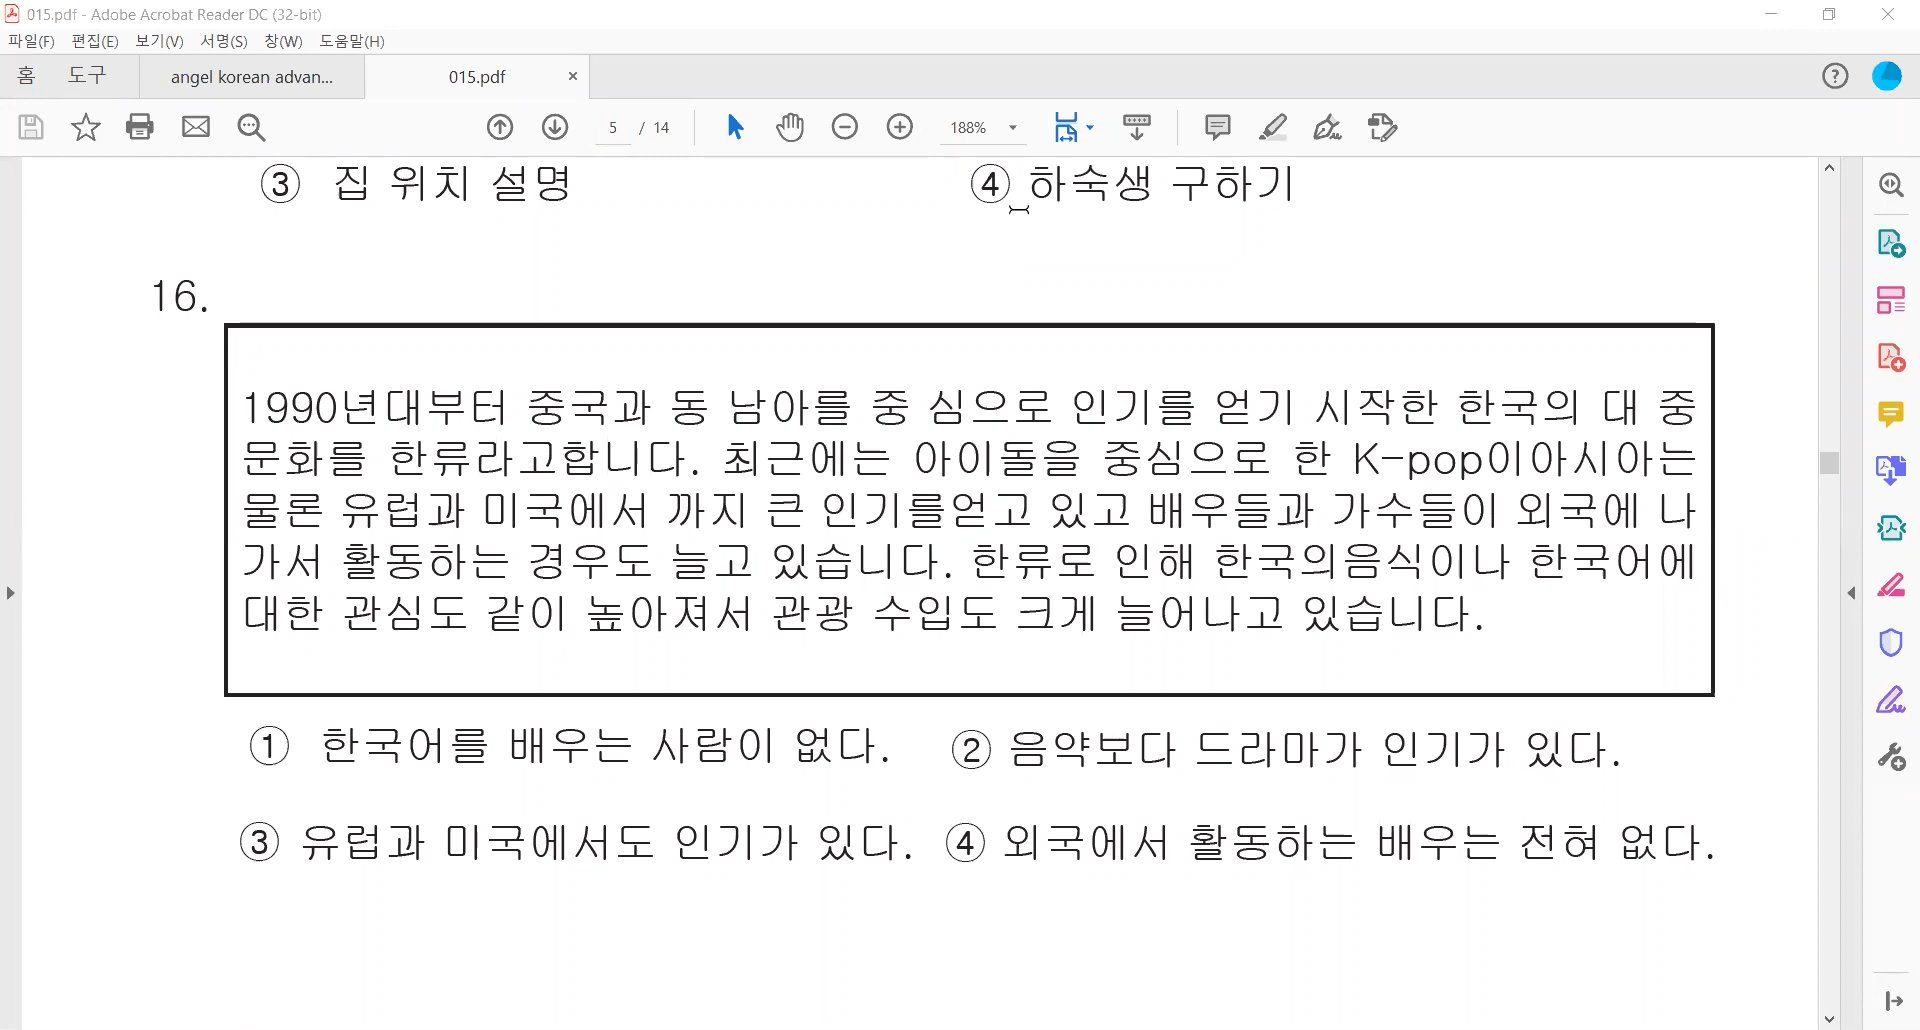 015.pdf - Adobe Acrobat Reader DC (32-bit)
파일(F) 편집(E) 보기(V) 서명(S) 창(W) 도움말(H)
홈 도구 angel korean advan... 015.pdf ×
5 / 14 188%
③ 집 위치 설명 ④ 하숙생 구하기
16.
1990년대부터 중국과 동 남아를 중 심으로 인기를 얻기 시작한 한국의 대 중
문화를 한류라고합니다. 최근에는 아이돌을 중심으로 한 K-pop이아시아는
물론 유럽과 미국에서 까지 큰 인기를얻고 있고 배우들과 가수들이 외국에 나
가서 활동하는 경우도 늘고 있습니다. 한류로 인해 한국의음식이나 한국어에
대한 관심도 같이 높아져서 관광 수입도 크게 늘어나고 있습니다.
① 한국어를 배우는 사람이 없다. ② 음약보다 드라마가 인기가 있다.
③ 유럽과 미국에서도 인기가 있다. ④ 외국에서 활동하는 배우는 전혀 없다.